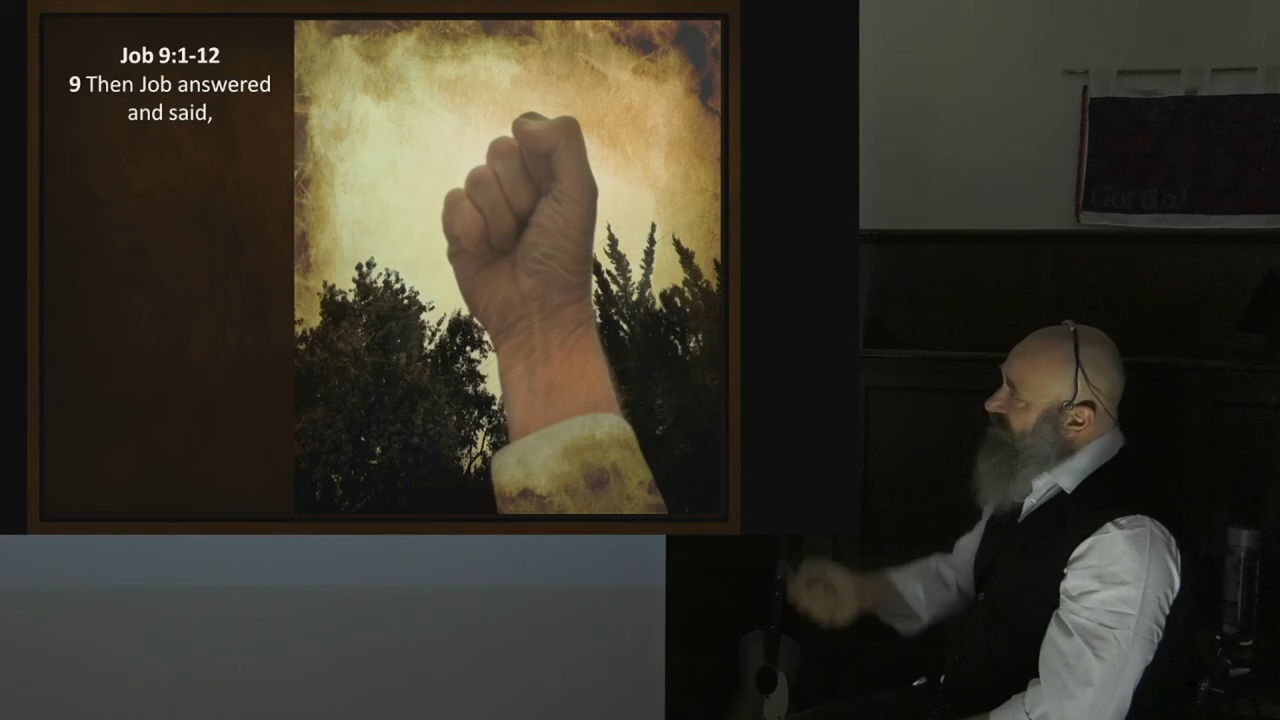 Job 9:1-12
9 Then Job answered
and said,